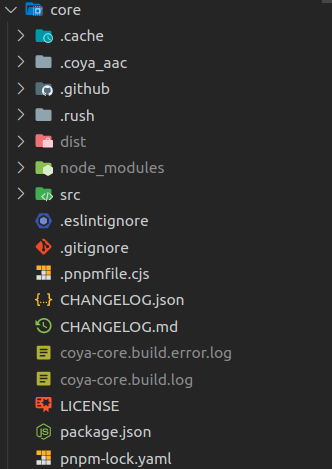 core
.cache
.coya_aac
.github
.rush
dist
node_modules
src
.eslintignore
.gitignore
.pnpmfile.cjs
CHANGELOG.json
CHANGELOG.md
coya-core.build.error.log
coya-core.build.log
LICENSE
package.json
pnpm-lock.yaml